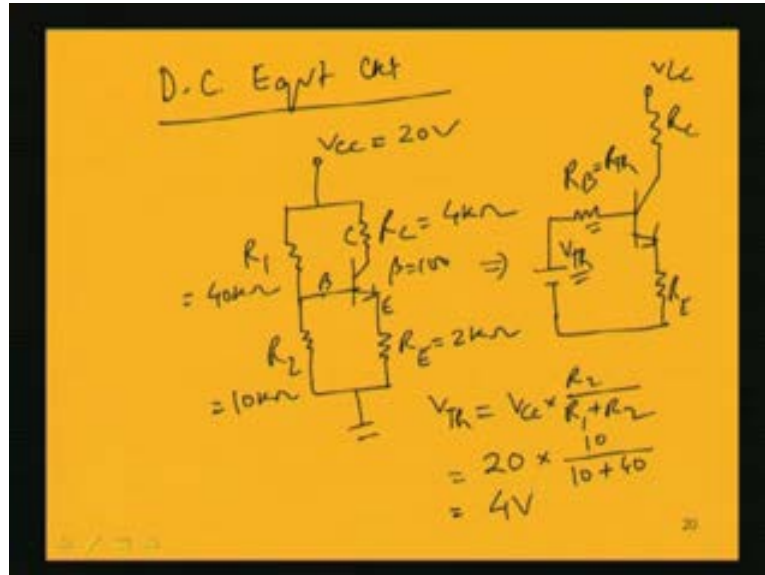 D.C. Eqvt Ckt
Vcc = 20V
Vcc
Rc
RB = RTh
R1
= 40kΩ
C
Rc = 4kΩ
B
β=100
⇒
E
VTh
RE
R2
= 10kΩ
RE = 2kΩ
VTh = Vcc × R2 / R1+R2
= 20 × 10 / 10+40
= 4V
20